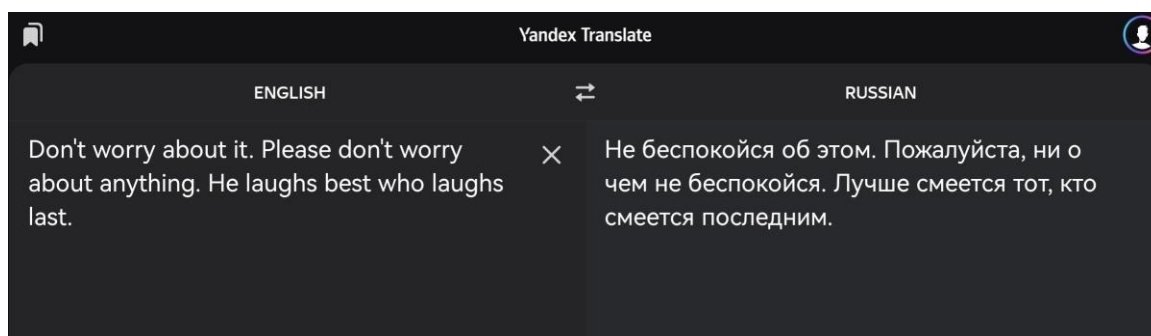 Yandex Translate
ENGLISH
RUSSIAN
Don't worry about it. Please don't worry
about anything. He laughs best who laughs
last.
Не беспокойся об этом. Пожалуйста, ни о
чем не беспокойся. Лучше смеется тот, кто
смеется последним.